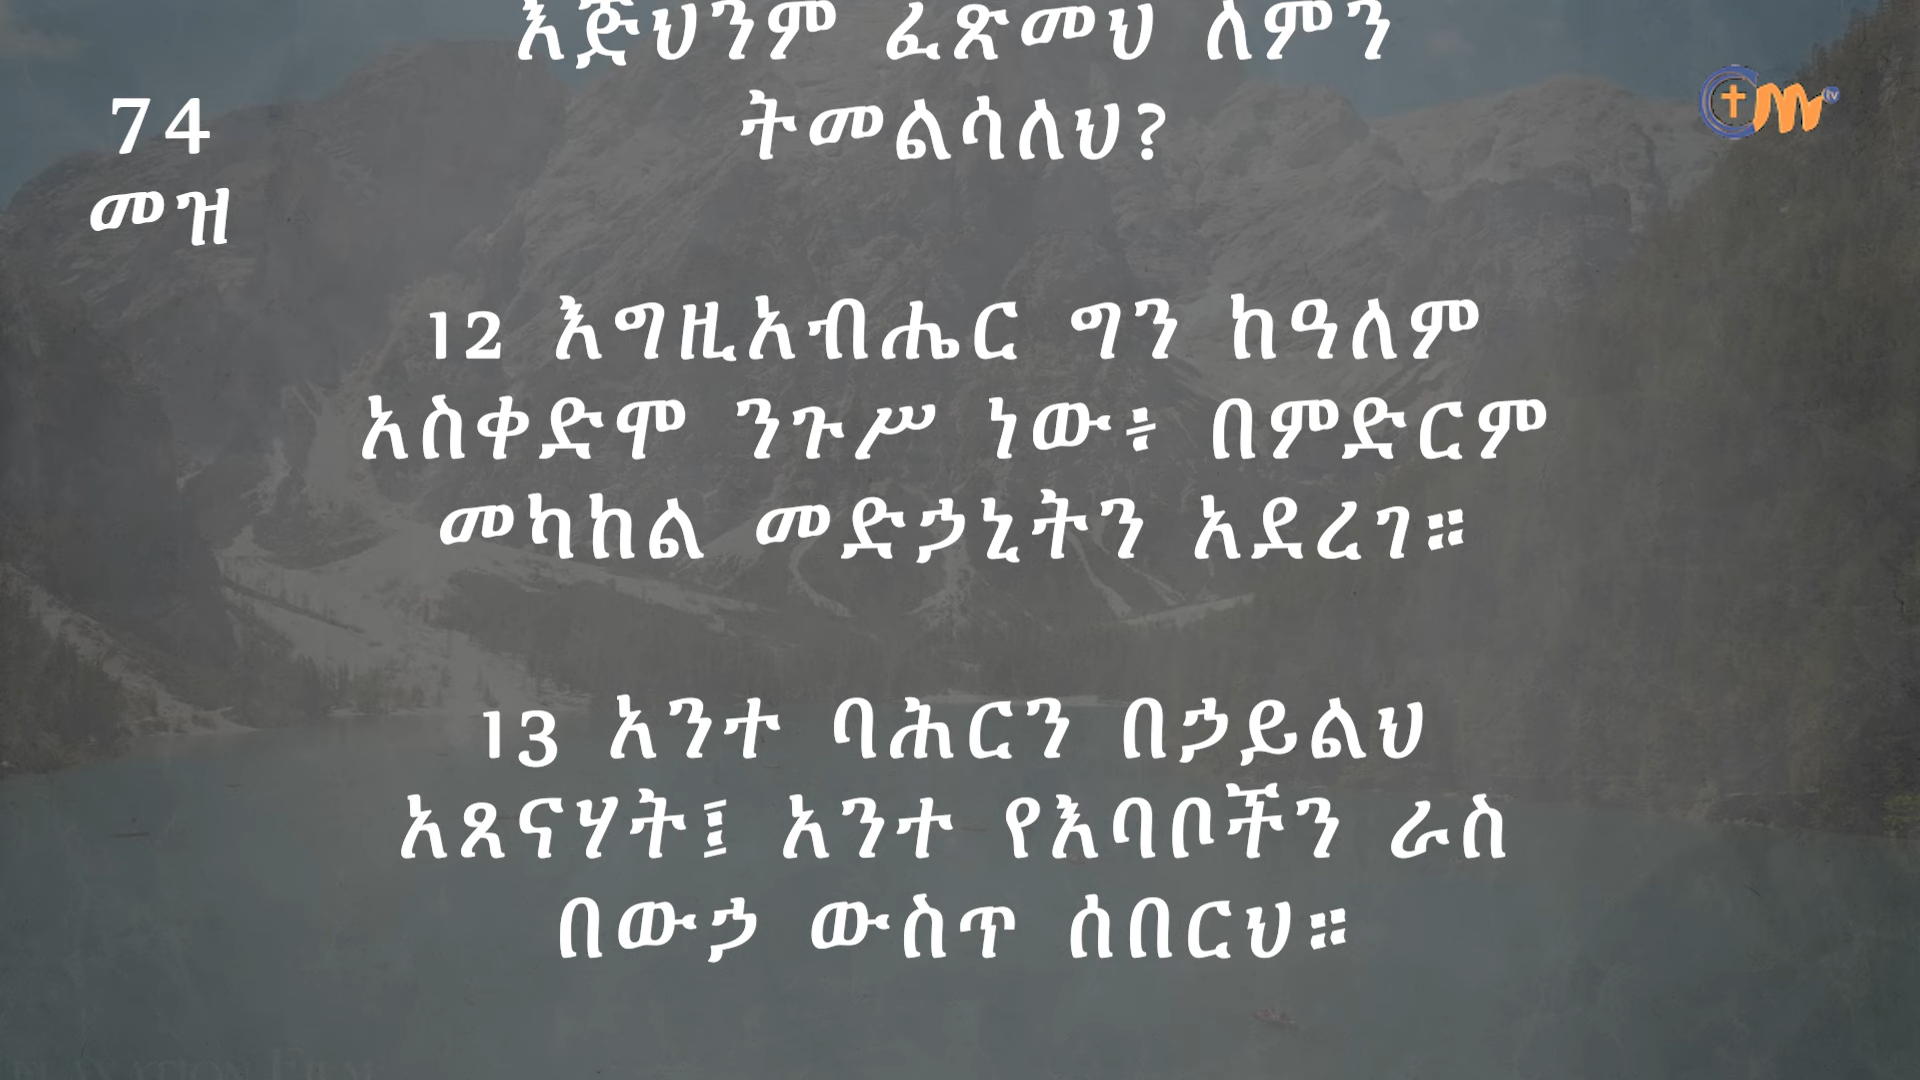 እጅህንም ፈጽመህ ለምን
ትመልሳለህ?
74
መዝ
12 እግዚአብሔር ግን ከዓለም
አስቀድሞ ንጉሥ ነው፥ በምድርም
መካከል መድኃኒትን አደረገ።
13 አንተ ባሕርን በኃይልህ
አጸናሃት፤ አንተ የእባቦችን ራስ
በውኃ ውስጥ ሰበርህ።
tv